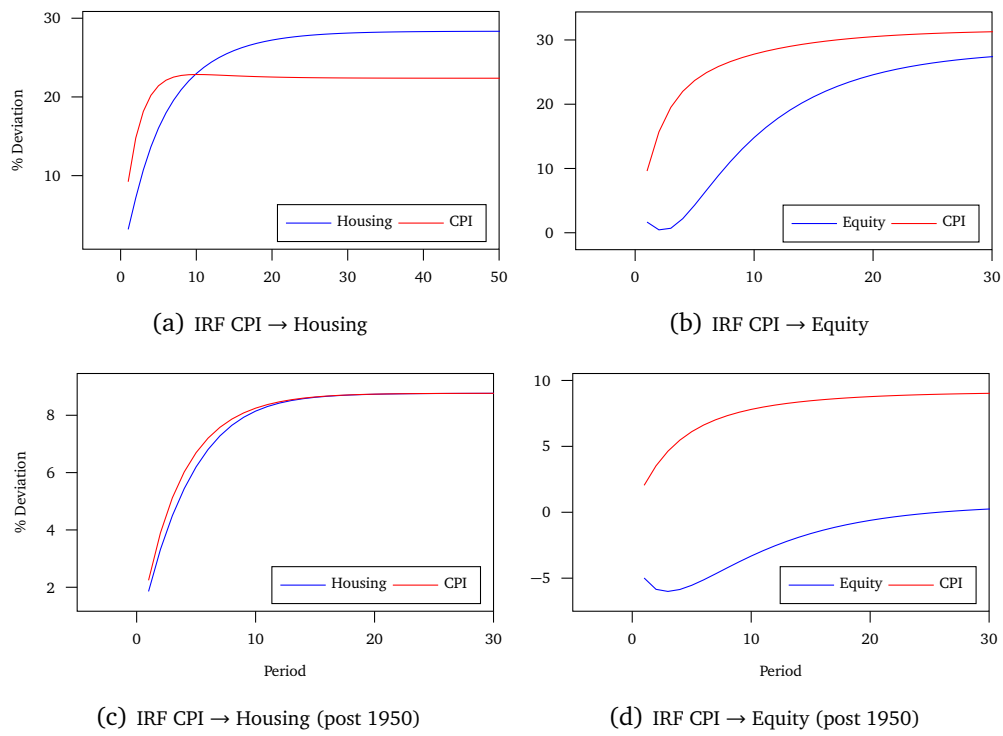 30
20
10
% Deviation
Housing
CPI
0
10
20
30
40
50
(a) IRF CPI → Housing
30
20
10
0
Equity
CPI
0
10
20
30
(b) IRF CPI → Equity
8
6
4
2
% Deviation
Housing
CPI
0
10
20
30
Period
(c) IRF CPI → Housing (post 1950)
10
5
0
−5
Equity
CPI
0
10
20
30
Period
(d) IRF CPI → Equity (post 1950)